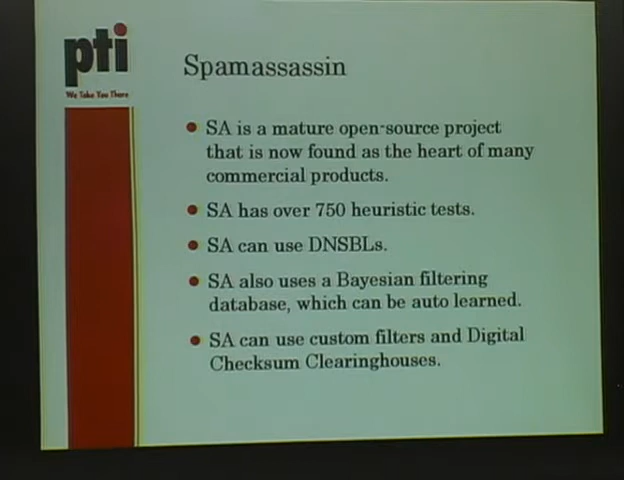 pti
We Take You There
Spamassassin
SA is a mature open-source project
that is now found as the heart of many
commercial products.
SA has over 750 heuristic tests.
SA can use DNSBLs.
SA also uses a Bayesian filtering
database, which can be auto learned.
SA can use custom filters and Digital
Checksum Clearinghouses.